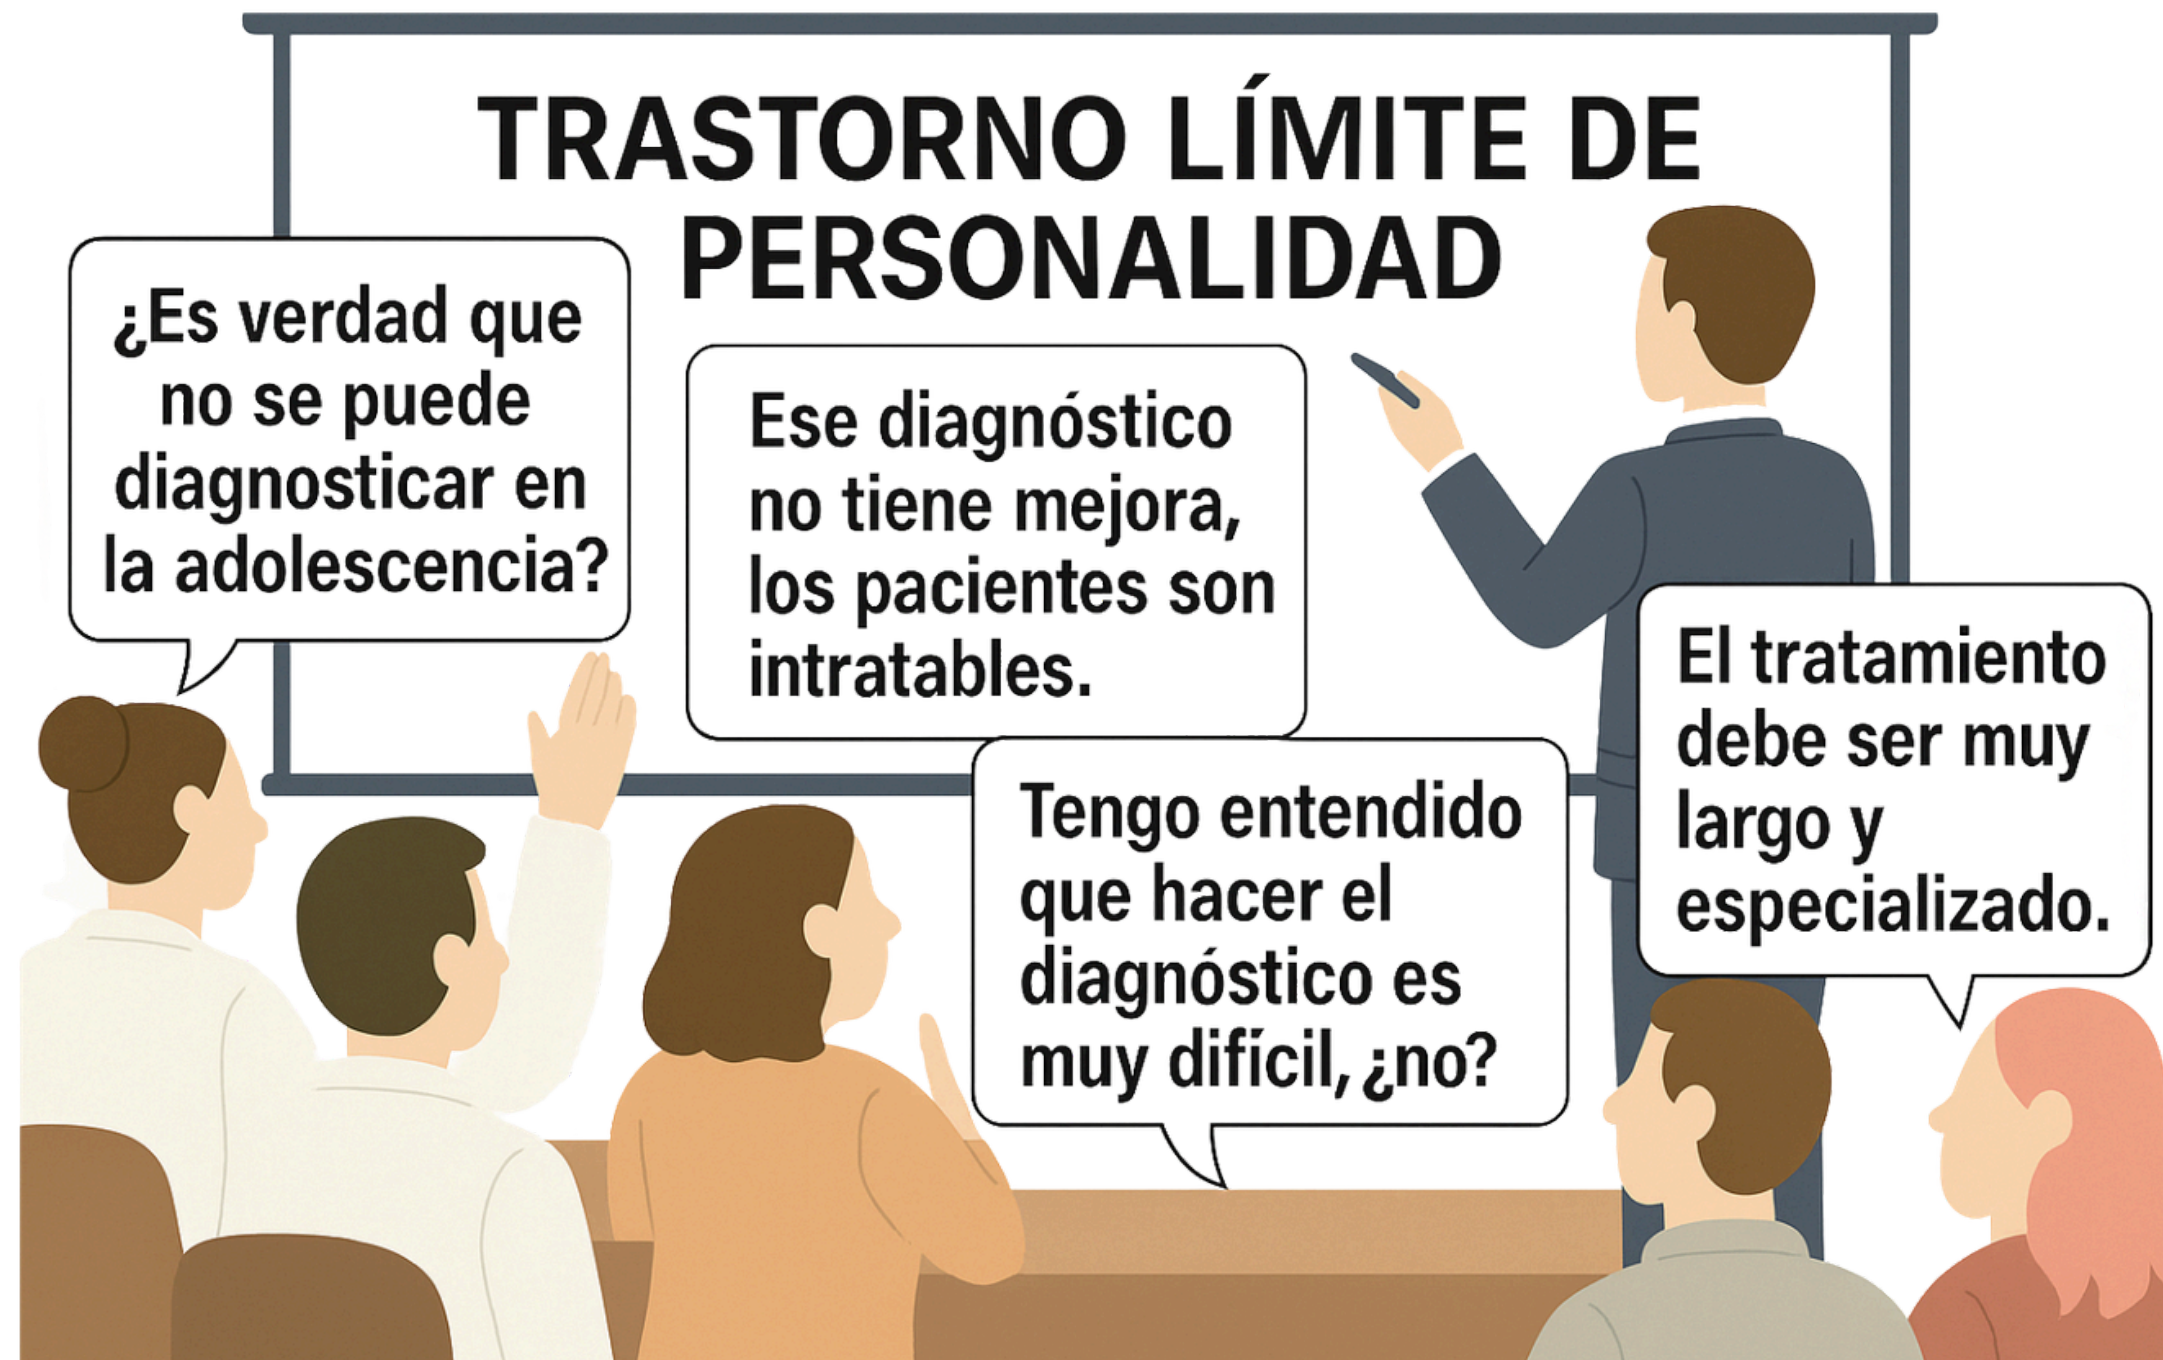 TRASTORNO LÍMITE DE
PERSONALIDAD
¿Es verdad que
no se puede
diagnosticar en
la adolescencia?
Ese diagnóstico
no tiene mejora,
los pacientes son
intratables.
Tengo entendido
que hacer el
diagnóstico es
muy difícil, ¿no?
El tratamiento
debe ser muy
largo y
especializado.